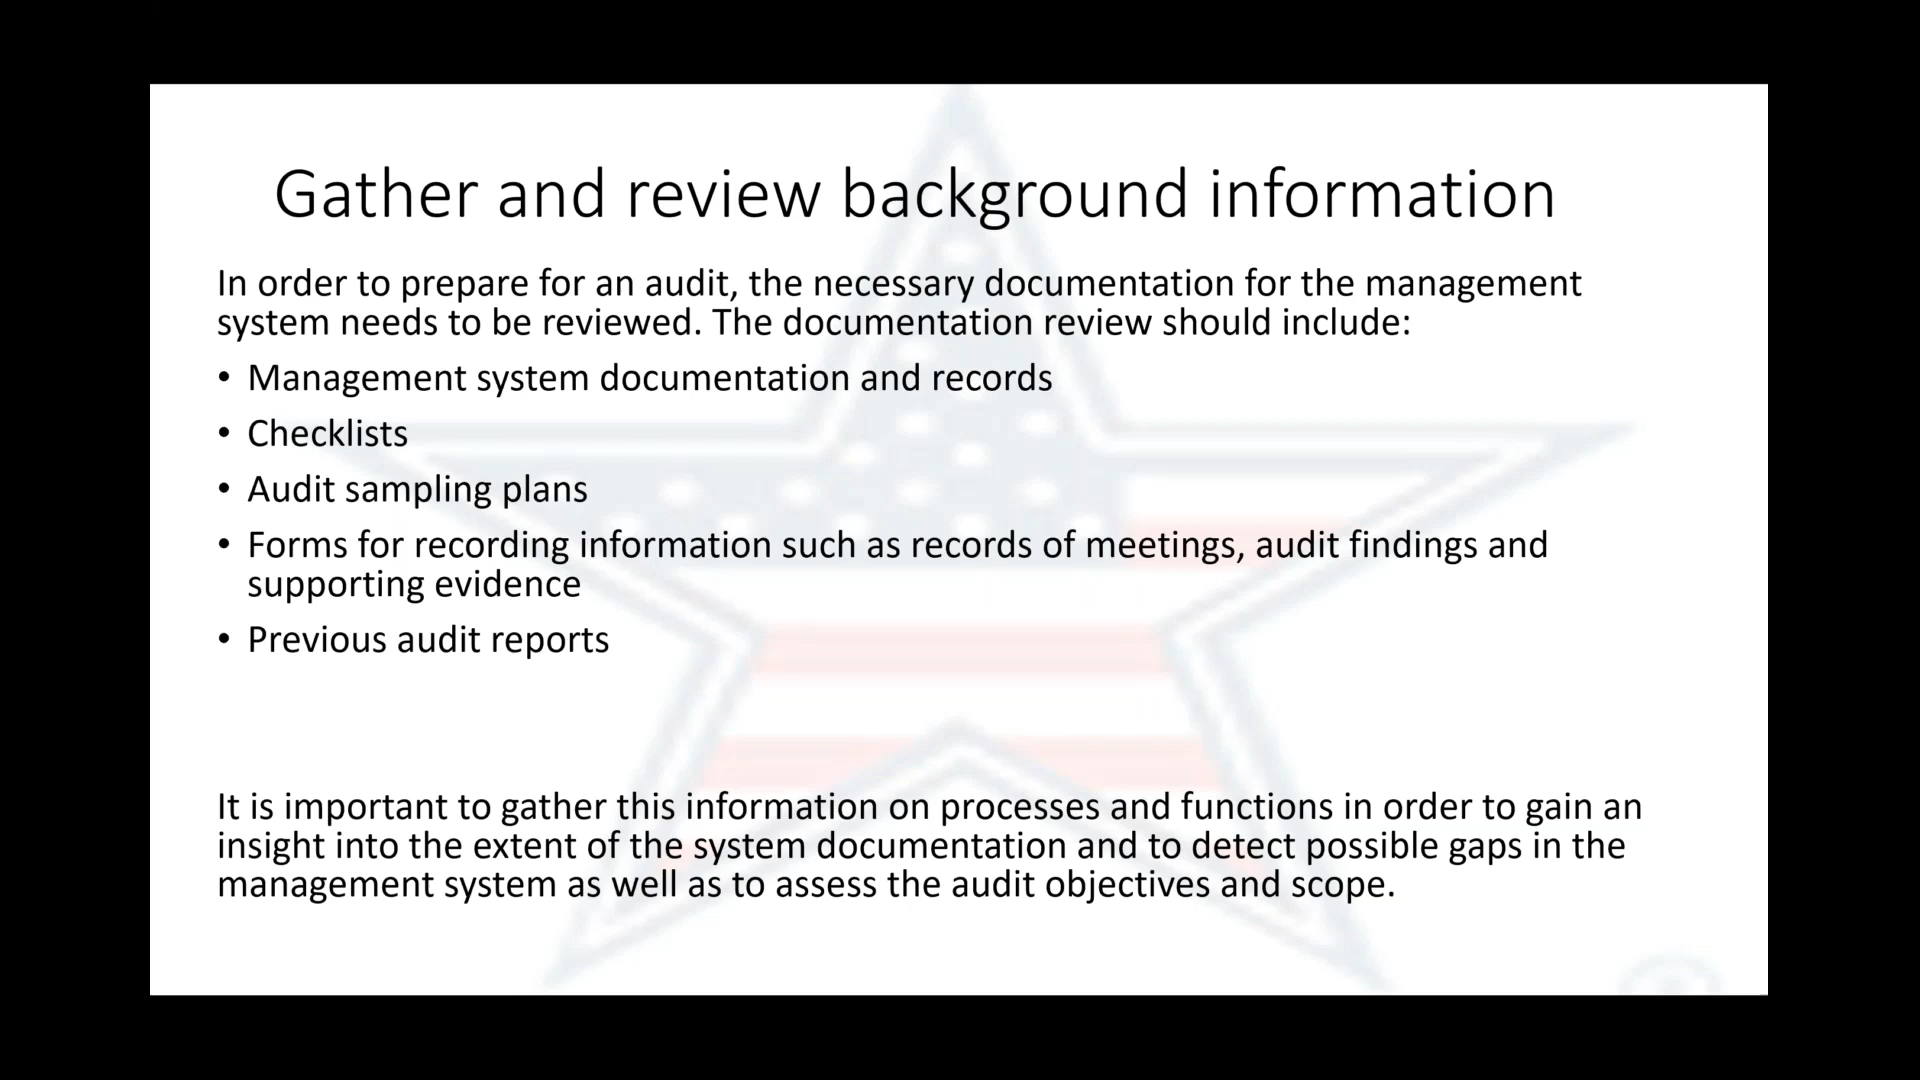 Gather and review background information
In order to prepare for an audit, the necessary documentation for the management
system needs to be reviewed. The documentation review should include:
• Management system documentation and records
• Checklists
• Audit sampling plans
• Forms for recording information such as records of meetings, audit findings and
supporting evidence
• Previous audit reports
It is important to gather this information on processes and functions in order to gain an
insight into the extent of the system documentation and to detect possible gaps in the
management system as well as to assess the audit objectives and scope.